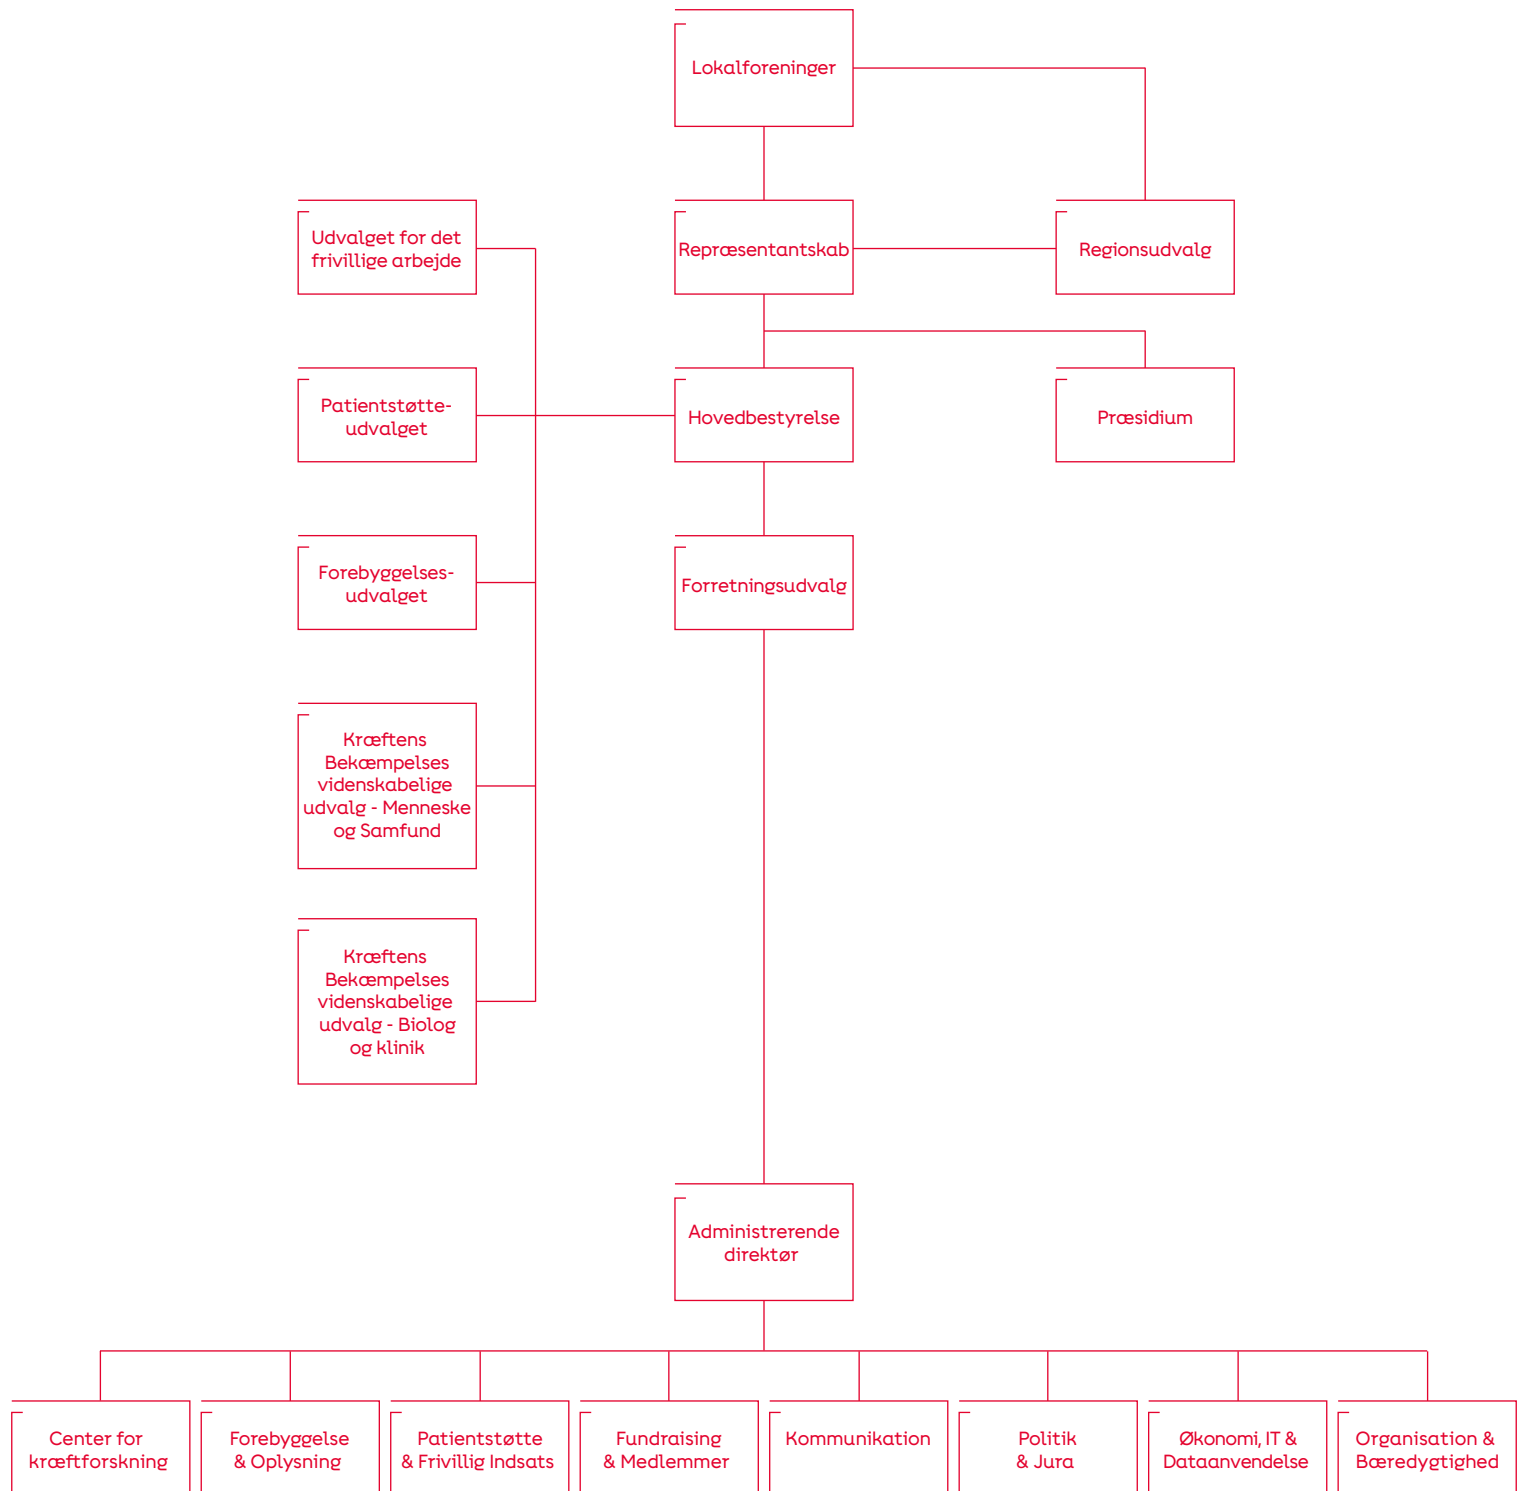 Lokalforeninger
Udvalget for det
frivillige arbejde
Repræsentantskab
Regionsudvalg
Patientstøtte-
udvalget
Hovedbestyrelse
Præsidium
Forebyggelses-
udvalget
Forretningsudvalg
Kræftens
Bekæmpelses
videnskabelige
udvalg - Menneske
og Samfund
Kræftens
Bekæmpelses
videnskabelige
udvalg - Biolog
og klinik
Administrerende
direktør
Center for
kræftforskning
Forebyggelse
& Oplysning
Patientstøtte
& Frivillig Indsats
Fundraising
& Medlemmer
Kommunikation
Politik
& Jura
Økonomi, IT &
Dataanvendelse
Organisation &
Bæredygtighed